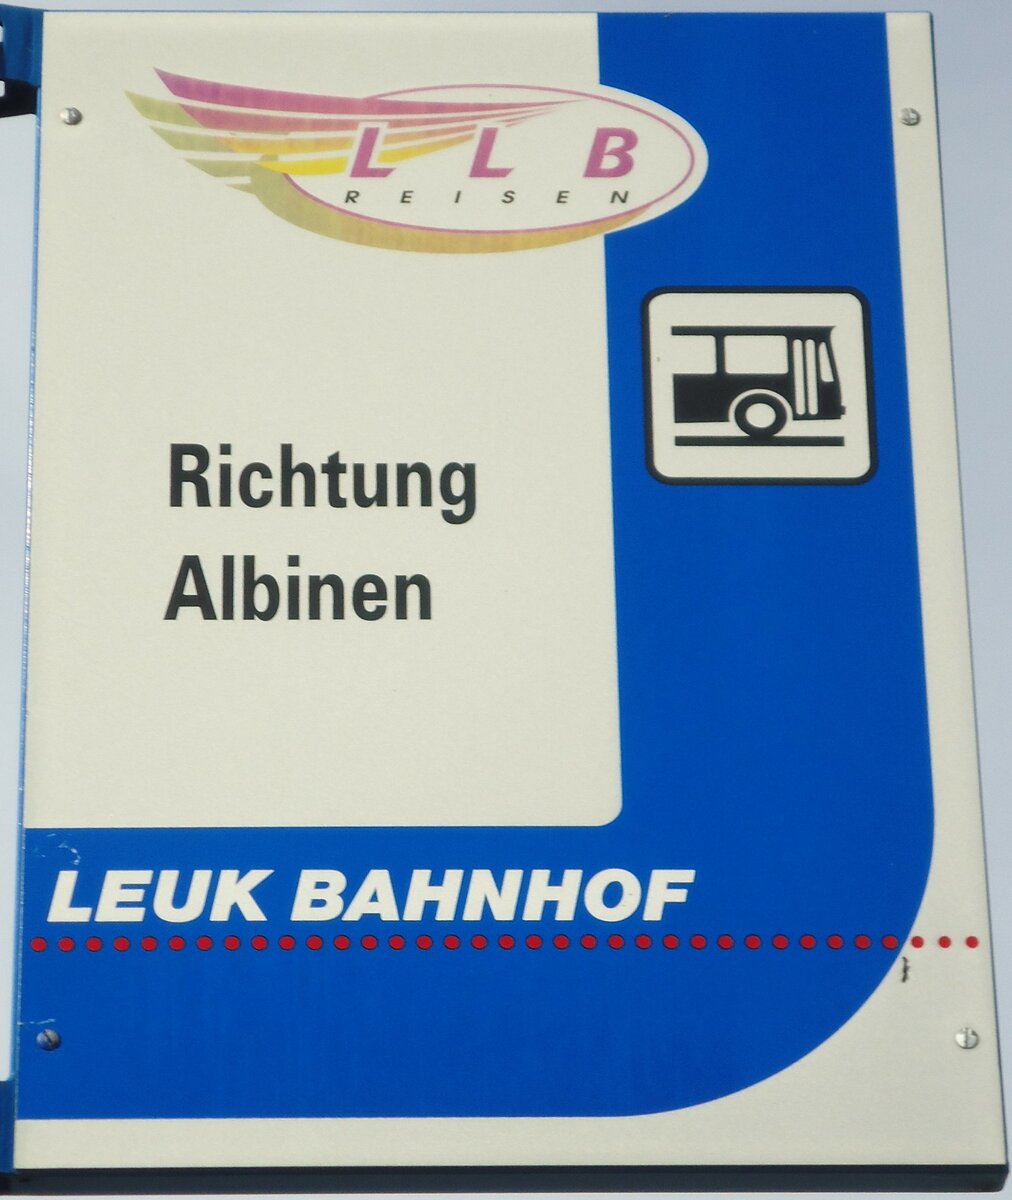 LLB
REISEN
Richtung
Albinen
LEUK BAHNHOF